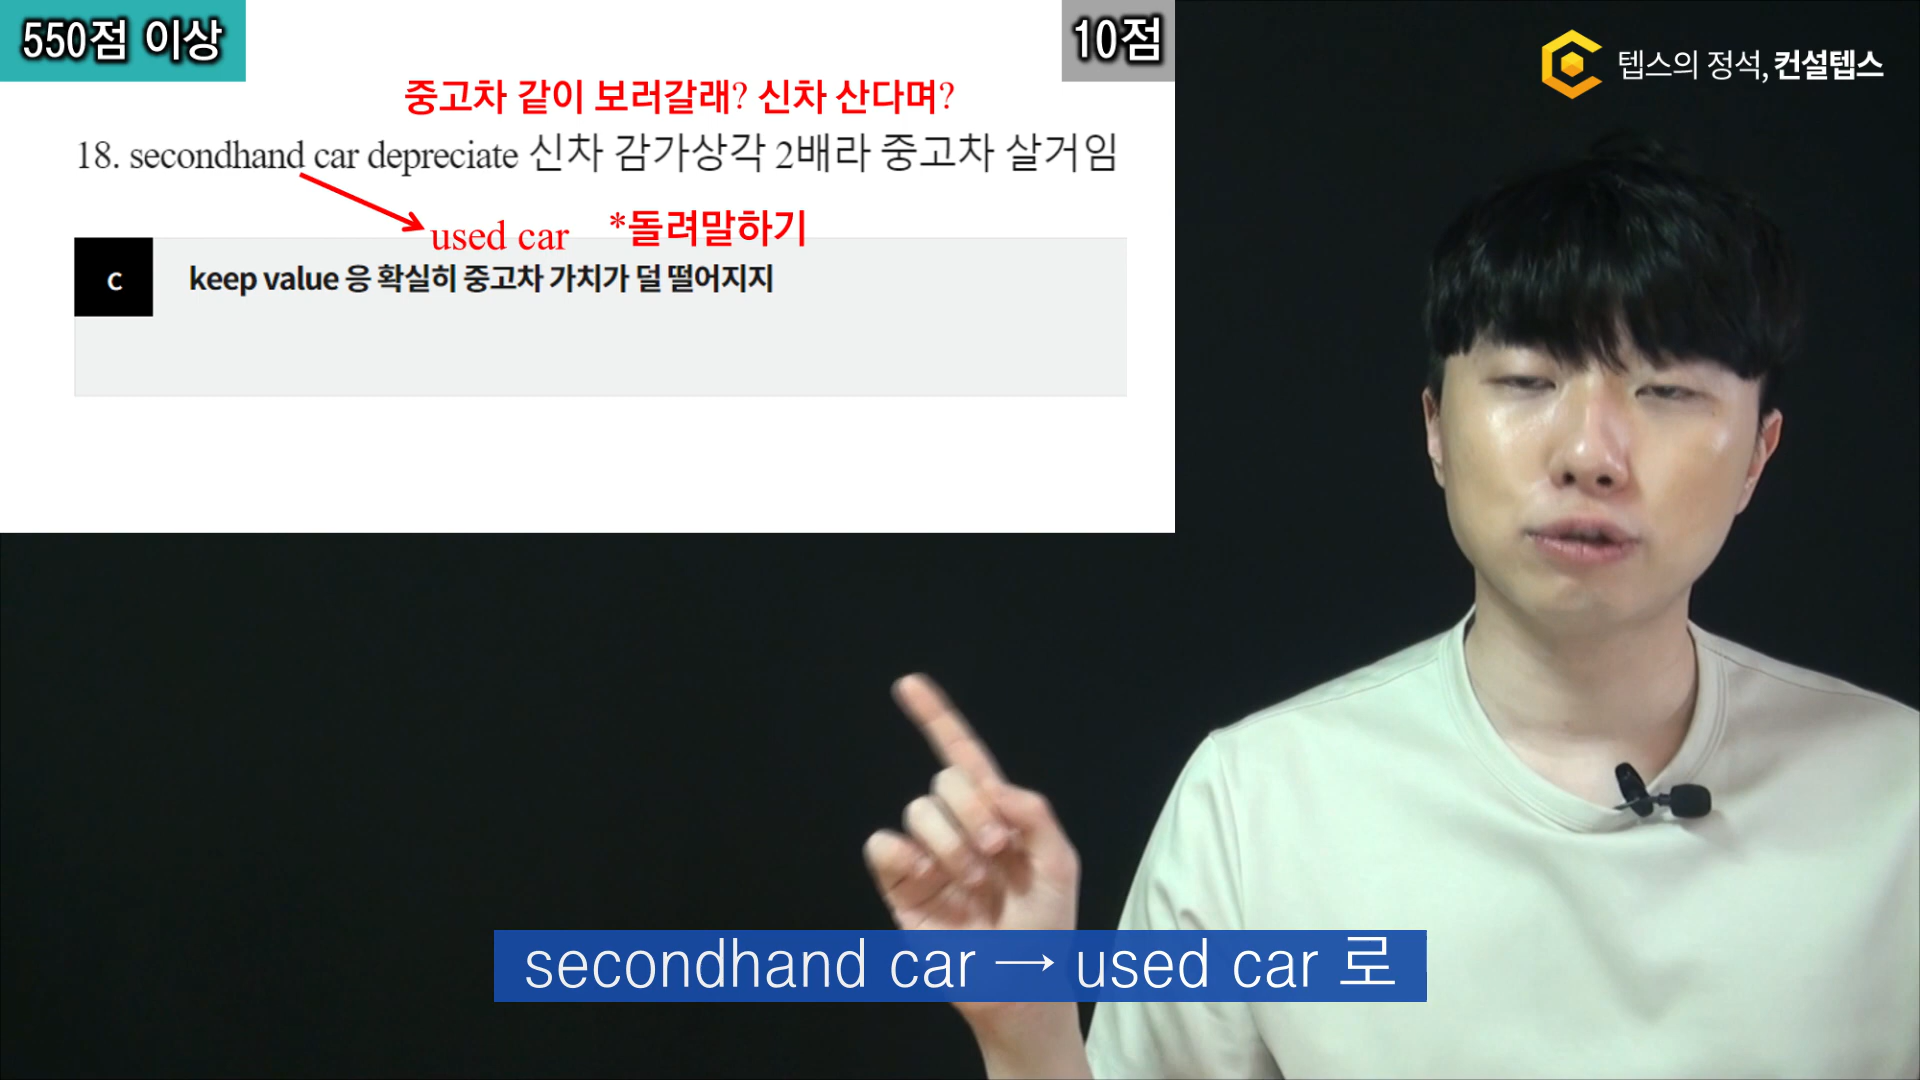 550점 이상
10점
텝스의 정석, 컨설텝스
중고차 같이 보러갈래? 신차 산다며?
18. secondhand car depreciate 신차 감가상각 2배라 중고차 살거임
used car *돌려말하기
C keep value 응 확실히 중고차 가치가 덜 떨어지지
secondhand car → used car 로